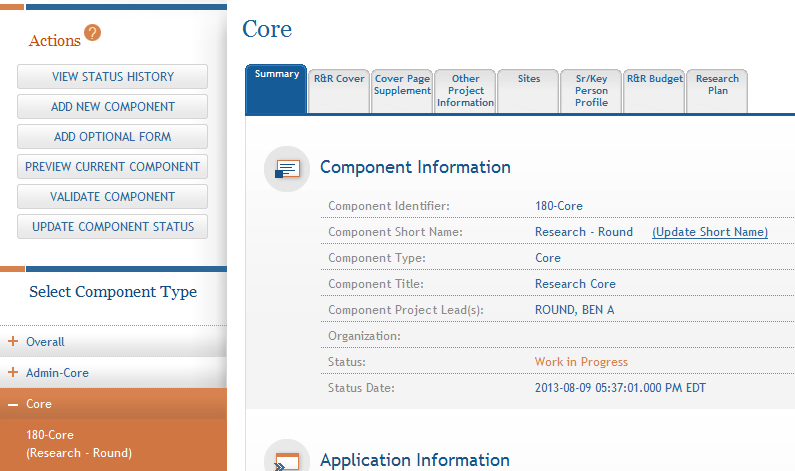 Actions ?
VIEW STATUS HISTORY
ADD NEW COMPONENT
ADD OPTIONAL FORM
PREVIEW CURRENT COMPONENT
VALIDATE COMPONENT
UPDATE COMPONENT STATUS
Select Component Type
+ Overall
+ Admin-Core
– Core
180-Core
(Research - Round)
Core
Summary
R&R Cover
Cover Page
Supplement
Other
Project
Information
Sites
Sr/Key
Person
Profile
R&R Budget
Research
Plan
Component Information
Component Identifier: 180-Core
Component Short Name: Research - Round (Update Short Name)
Component Type: Core
Component Title: Research Core
Component Project Lead(s): ROUND, BEN A
Organization:
Status: Work in Progress
Status Date: 2013-08-09 05:37:01.000 PM EDT
Application Information